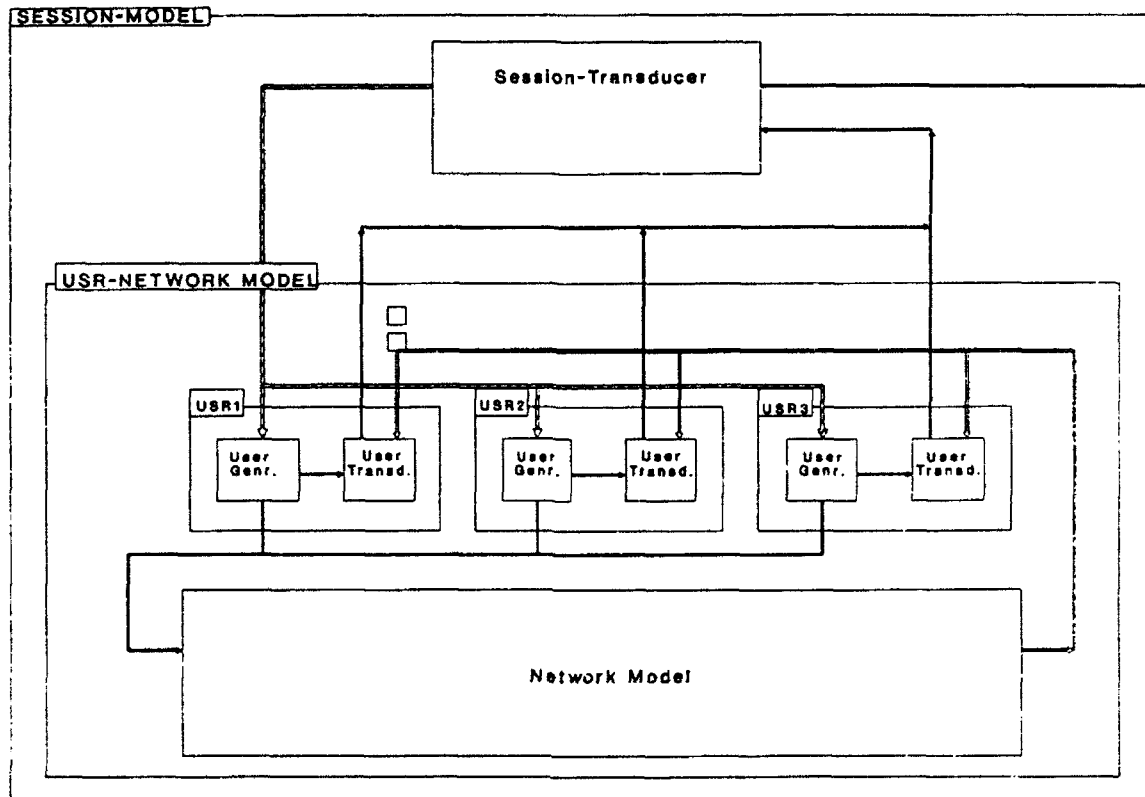 SESSION-MODEL
Session-Transducer
USR-NETWORK MODEL
USR1
User
Genr.
User
Transd.
USR2
User
Genr.
User
Transd.
USR3
User
Genr.
User
Transd.
Network Model